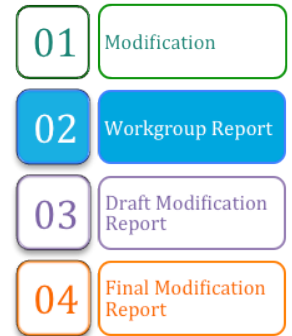 01 Modification
02 Workgroup Report
03 Draft Modification
Report
04 Final Modification
Report